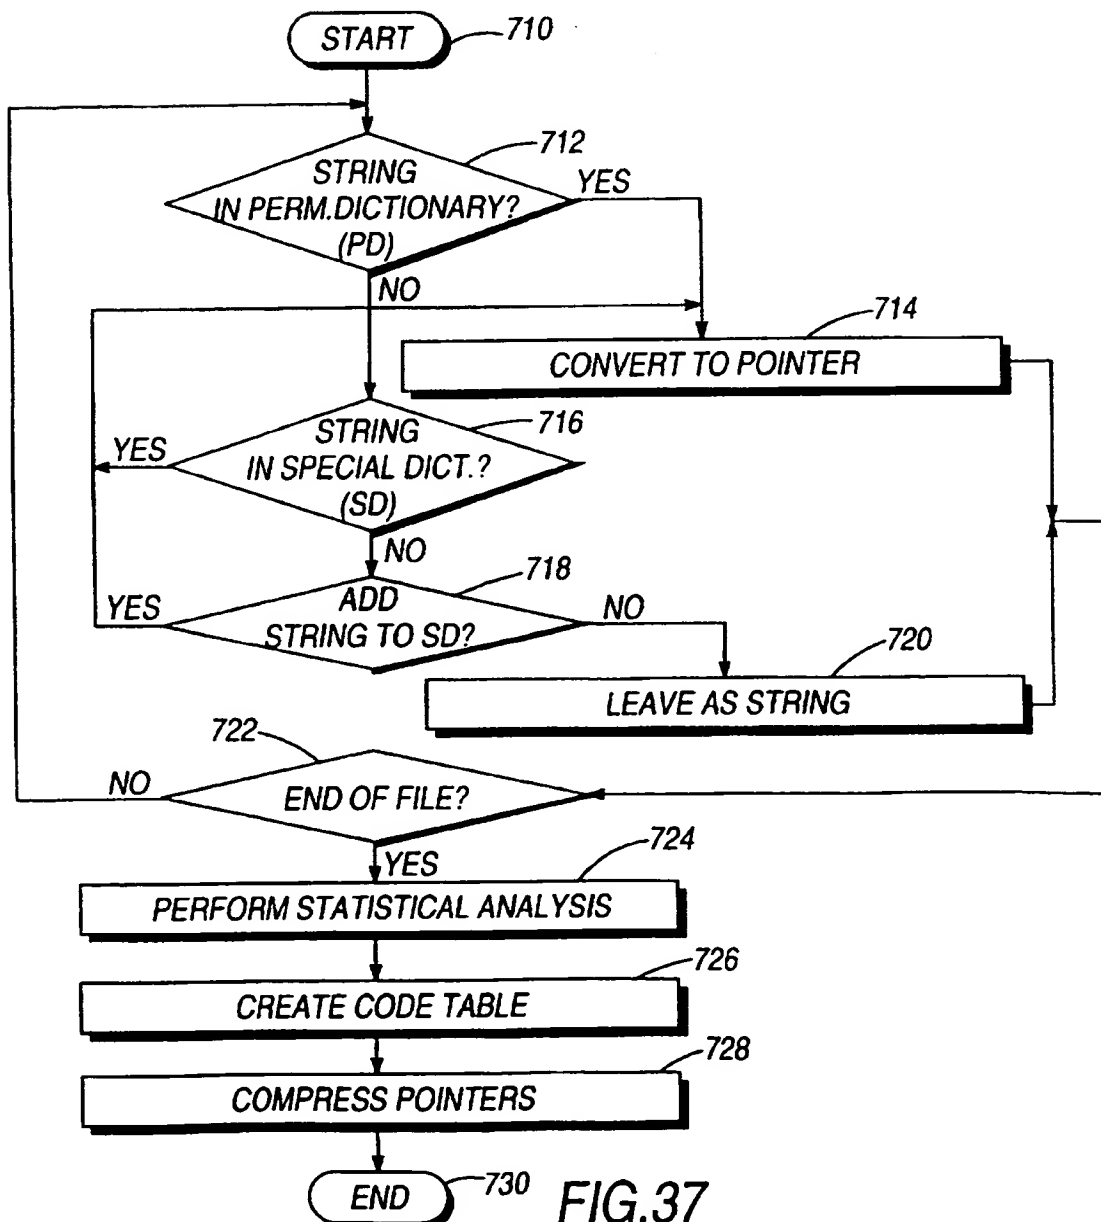 START
710
712
STRING
IN PERM.DICTIONARY?
(PD)
YES
NO
714
CONVERT TO POINTER
716
STRING
IN SPECIAL DICT.?
(SD)
YES
NO
718
ADD
STRING TO SD?
YES
NO
720
LEAVE AS STRING
722
END OF FILE?
NO
YES
724
PERFORM STATISTICAL ANALYSIS
726
CREATE CODE TABLE
728
COMPRESS POINTERS
END
730
FIG.37